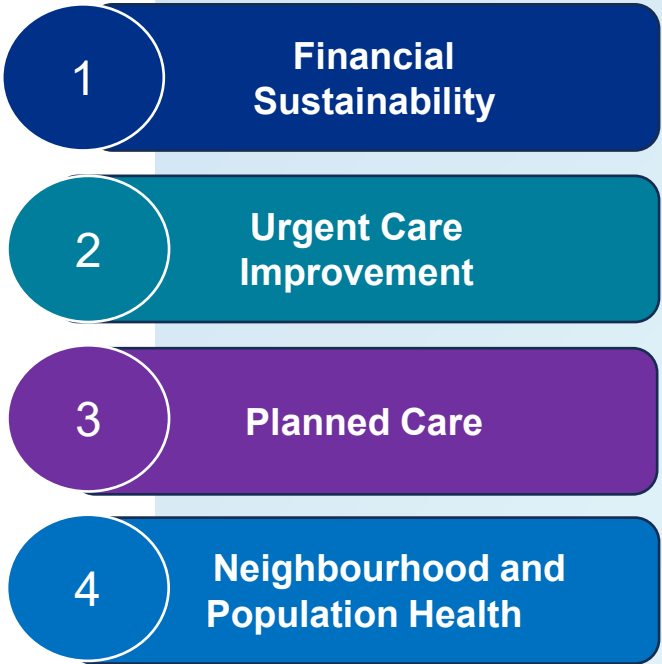 1
Financial
Sustainability
2
Urgent Care
Improvement
3
Planned Care
4
Neighbourhood and
Population Health